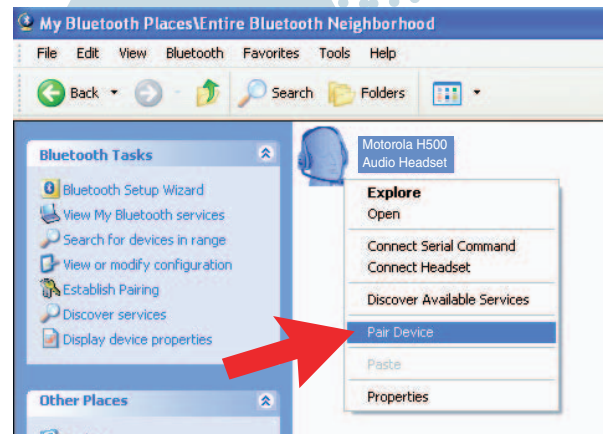 My Bluetooth Places\Entire Bluetooth Neighborhood
File Edit View Bluetooth Favorites Tools Help
Back Search Folders
Bluetooth Tasks
Bluetooth Setup Wizard
View My Bluetooth services
Search for devices in range
View or modify configuration
Establish Pairing
Discover services
Display device properties
Other Places
Motorola H500
Audio Headset
Explore
Open
Connect Serial Command
Connect Headset
Discover Available Services
Pair Device
Paste
Properties